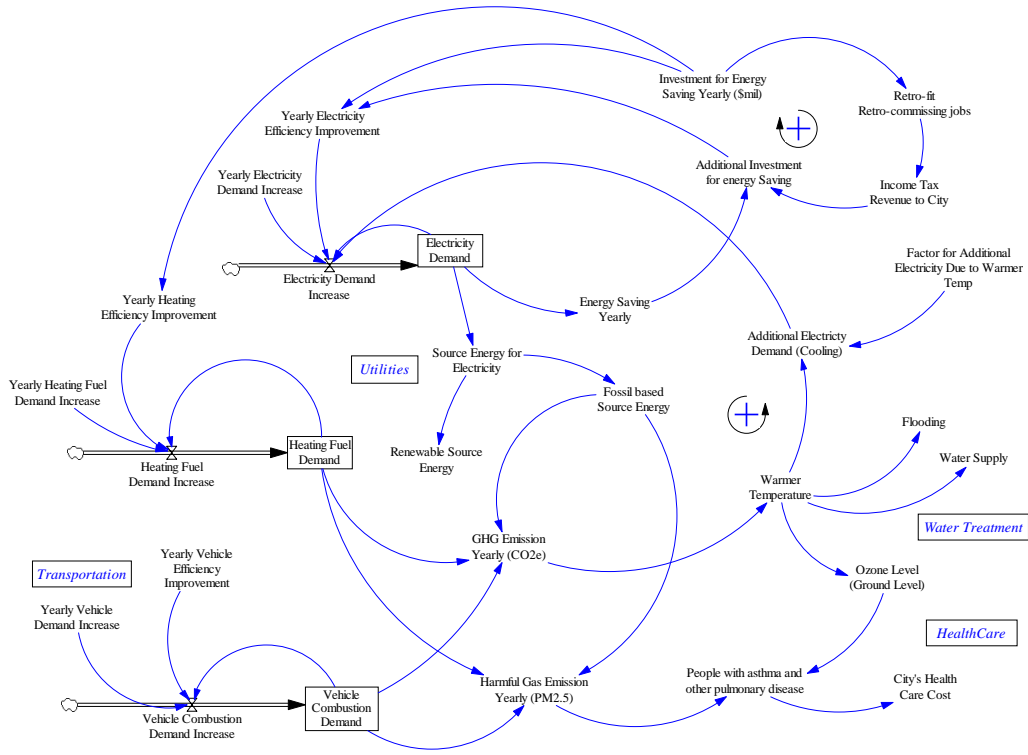 Investment for Energy
Saving Yearly ($mil)
Retro-fit
Retro-commissing jobs
Yearly Electricity
Efficiency Improvement
Additional Investment
for energy Saving
Yearly Electricity
Demand Increase
Income Tax
Revenue to City
Electricity
Demand
Electricity Demand
Increase
Factor for Additional
Electricity Due to Warmer
Temp
Yearly Heating
Efficiency Improvement
Energy Saving
Yearly
Additional Electricty
Demand (Cooling)
Source Energy for
Electricity
Utilities
Yearly Heating Fuel
Demand Increase
Fossil based
Source Energy
Flooding
Heating Fuel
Demand
Renewable Source
Energy
Water Supply
Heating Fuel
Demand Increase
Warmer
Temperature
Water Treatment
GHG Emission
Yearly (CO2e)
Yearly Vehicle
Efficiency
Improvement
Transportation
Ozone Level
(Ground Level)
Yearly Vehicle
Demand Increase
HealthCare
Harmful Gas Emission
Yearly (PM2.5)
People with asthma and
other pulmonary disease
City's Health
Care Cost
Vehicle
Combustion
Demand
Vehicle Combustion
Demand Increase